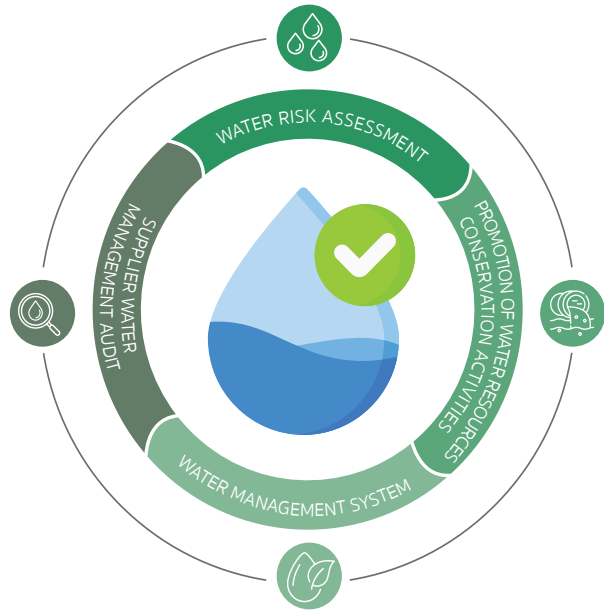 WATER RISK ASSESSMENT
PROMOTION OF WATER RESOURCES
CONSERVATION ACTIVITIES
WATER MANAGEMENT SYSTEM
SUPPLIER WATER
MANAGEMENT AUDIT